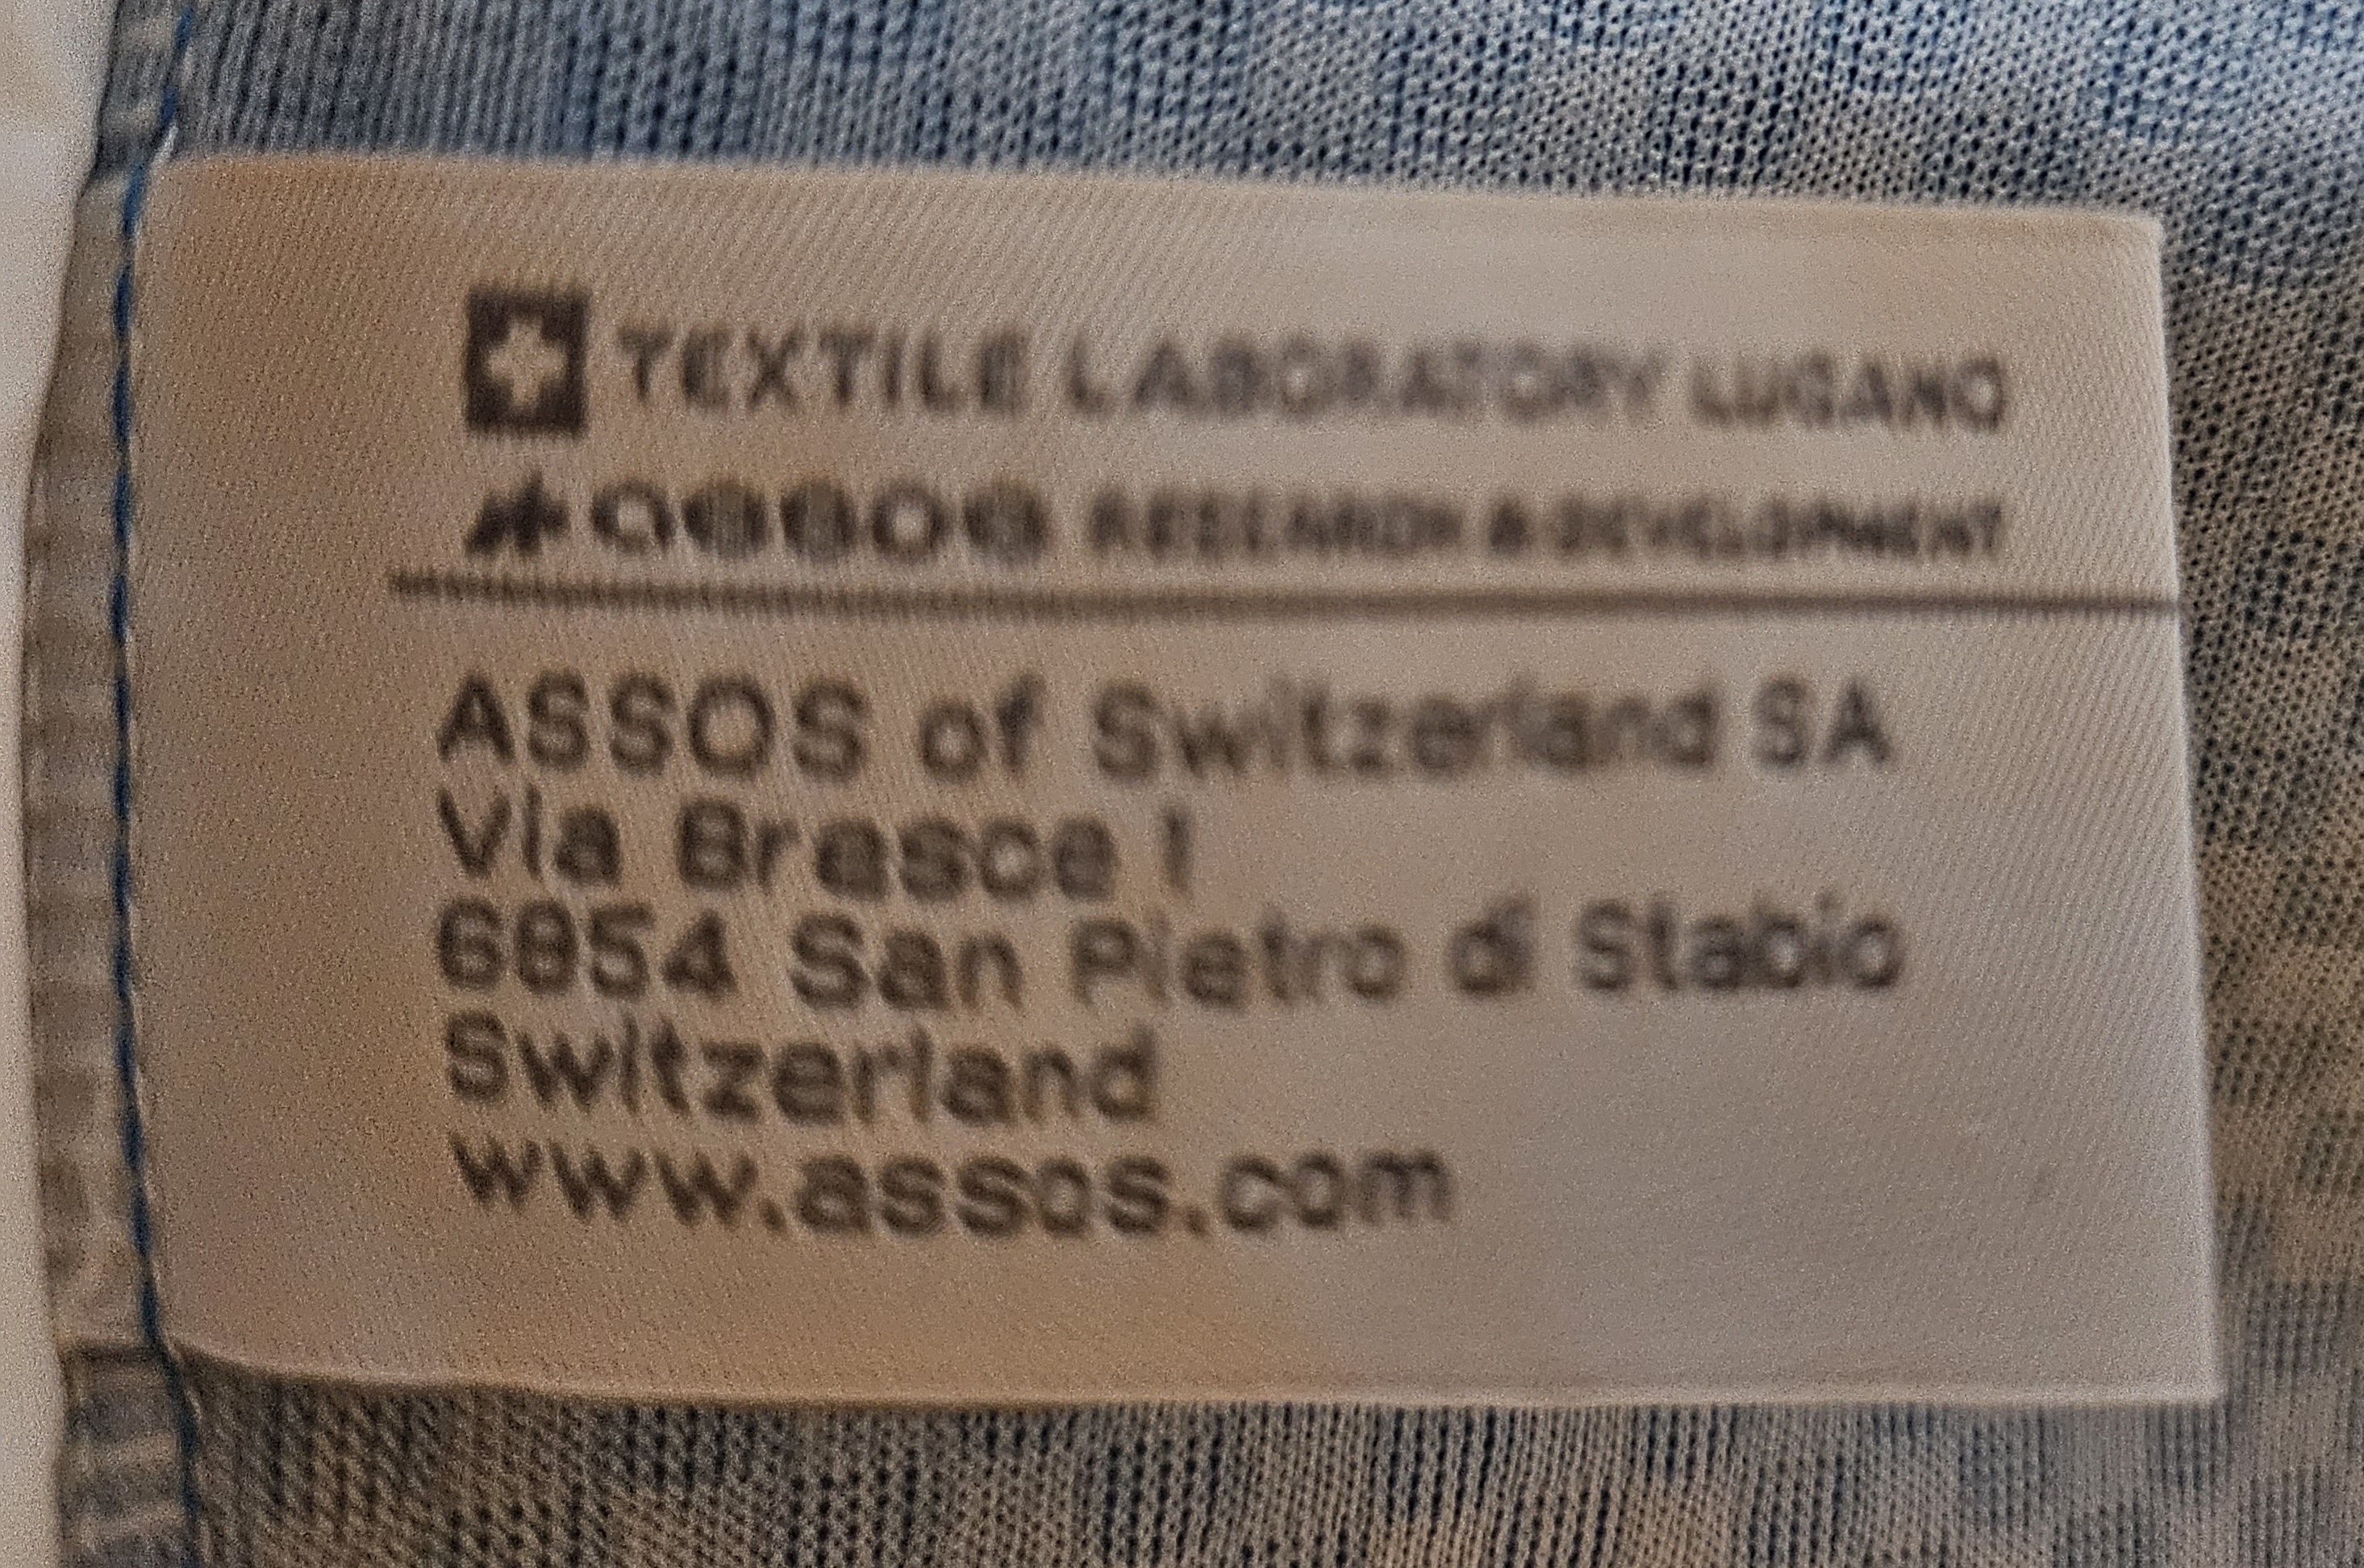 TEXTILE LABORATORY LUGANO
assos RESEARCH & DEVELOPMENT
ASSOS of Switzerland SA
Via Bresce 1
6854 San Pietro di Stabio
Switzerland
www.assos.com